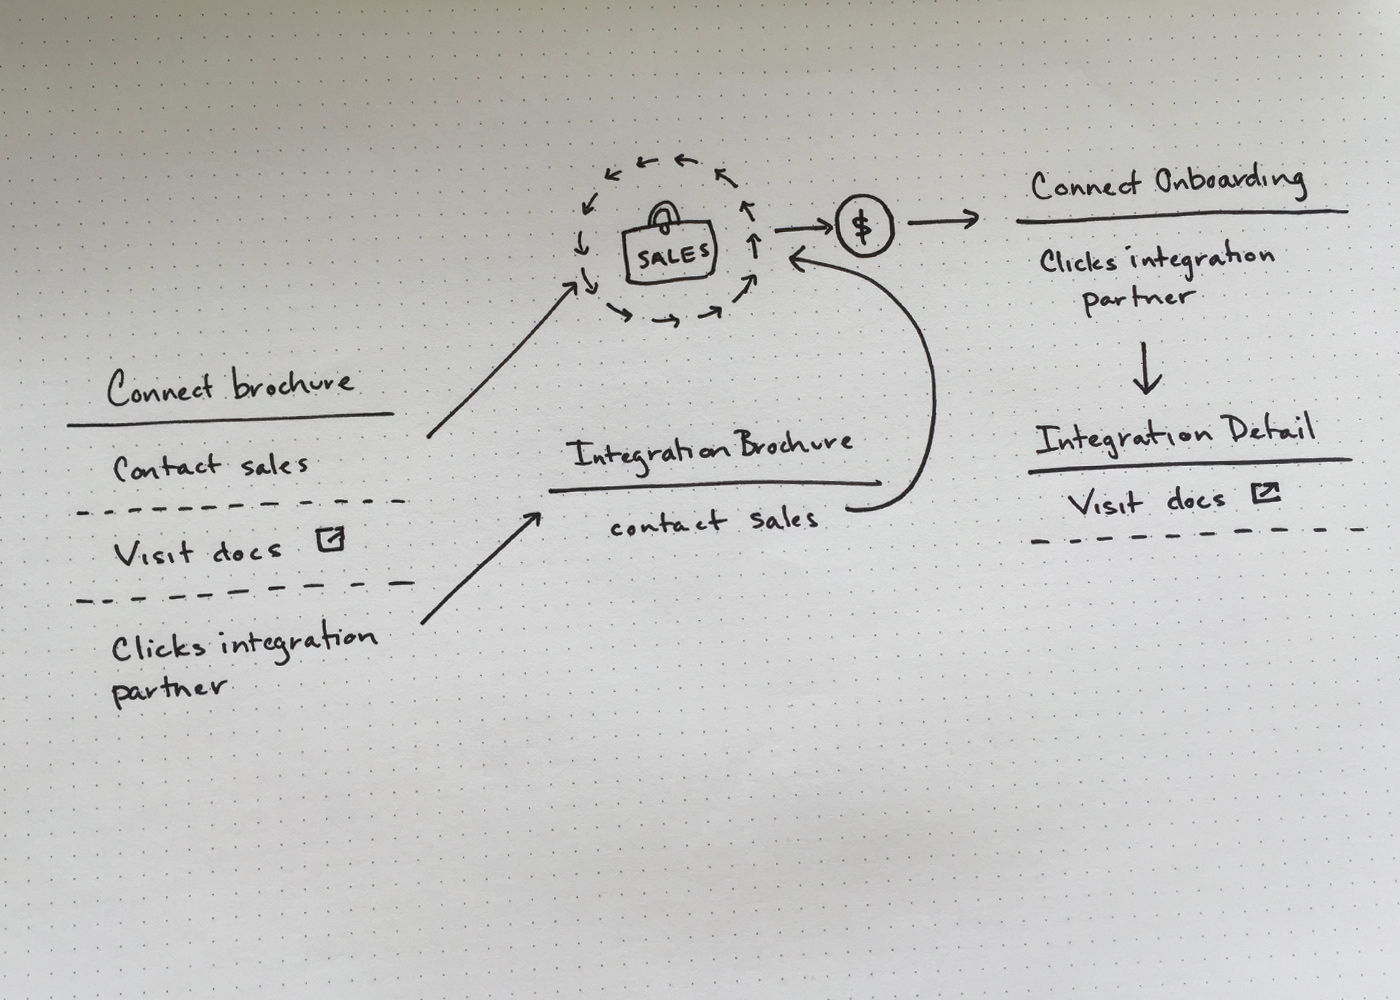 Connect brochure
Contact sales
Visit docs
Clicks integration
partner
SALES
$
Integration Brochure
contact sales
Connect Onboarding
Clicks integration
partner
Integration Detail
Visit docs